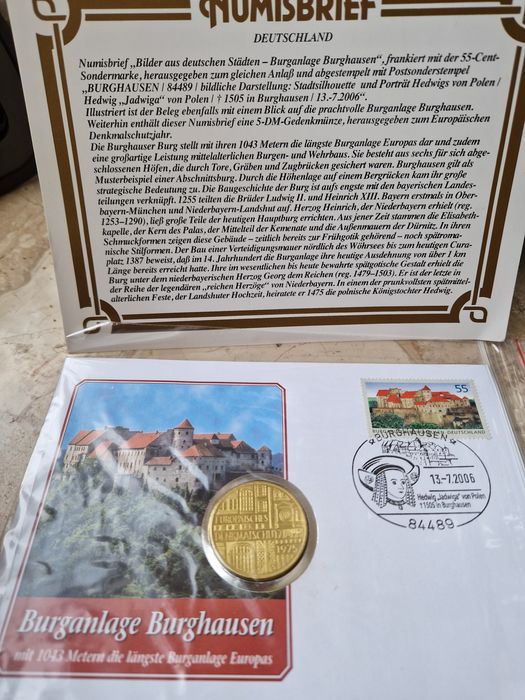 NUMISBRIEF
DEUTSCHLAND
Numisbrief „Bilder aus deutschen Städten – Burganlage Burghausen“, frankiert mit der 55-Cent-
Sondermarke, herausgegeben zum gleichen Anlaß und abgestempelt mit Postsonderstempel
„BURGHAUSEN / 84489 / bildliche Darstellung: Stadtsilhouette und Porträt Hedwigs von Polen /
Hedwig „Jadwiga“ von Polen / † 1505 in Burghausen / 13.-7.2006“.
Illustriert ist der Beleg ebenfalls mit einem Blick auf die prachtvolle Burganlage Burghausen.
Weiterhin enthält dieser Numisbrief eine 5-DM-Gedenkmünze, herausgegeben zum Europäischen
Denkmalschutzjahr.
Die Burghauser Burg stellt mit ihren 1043 Metern die längste Burganlage Europas dar und zudem
eine großartige Leistung mittelalterlichen Burgen- und Wehrbaus. Sie besteht aus sechs für sich abge-
schlossenen Höfen, die durch Tore, Gräben und Zugbrücken gesichert waren. Burghausen gilt als
Musterbeispiel einer Abschnittsburg. Durch die Höhenlage auf einem Bergrücken kam ihr große
strategische Bedeutung zu. Die Baugeschichte der Burg ist aufs engste mit den bayerischen Landes-
teilungen verknüpft. 1255 teilten die Brüder Ludwig II. und Heinrich XIII. Bayern erstmals in Ober-
bayern-München und Niederbayern-Landshut auf. Herzog Heinrich, der Niederbayern erhielt (reg.
1253–1290), ließ große Teile der heutigen Hauptburg errichten. Aus jener Zeit stammen die Elisabeth-
kapelle, der Kern des Palas, der Mitteltrakt der Kemenate und die Außenmauern der Dürnitz. In ihren
Schmuckformen zeigen diese Gebäude – zeitlich bereits zur Frühgotik gehörend – noch spätroma-
nische Stilformen. Der Bau einer Verteidigungsmauer nördlich des Wöhrsees bis zum heutigen Cura-
platz 1387 beweist, daß im 14. Jahrhundert die Burganlage ihre heutige Ausdehnung von über 1 km
Länge bereits erreicht hatte. Ihre im wesentlichen bis heute bewahrte spätgotische Gestalt erhielt die
Burg unter dem niederbayerischen Herzog Georg dem Reichen (reg. 1479–1503). Er ist der letzte in
der Reihe der legendären „reichen Herzöge“ von Niederbayern. In einem der prunkvollsten spätmittel-
alterlichen Feste, der Landshuter Hochzeit, heiratete er 1475 die polnische Königstochter Hedwig.
55
DEUTSCHLAND
BURGHAUSEN
13.-7.2006
Hedwig „Jadwiga“ von Polen
† 1505 in Burghausen
84489
EUROPÄISCHES
DENKMALSCHUTZJAHR
1975
Burganlage Burghausen
mit 1043 Metern die längste Burganlage Europas